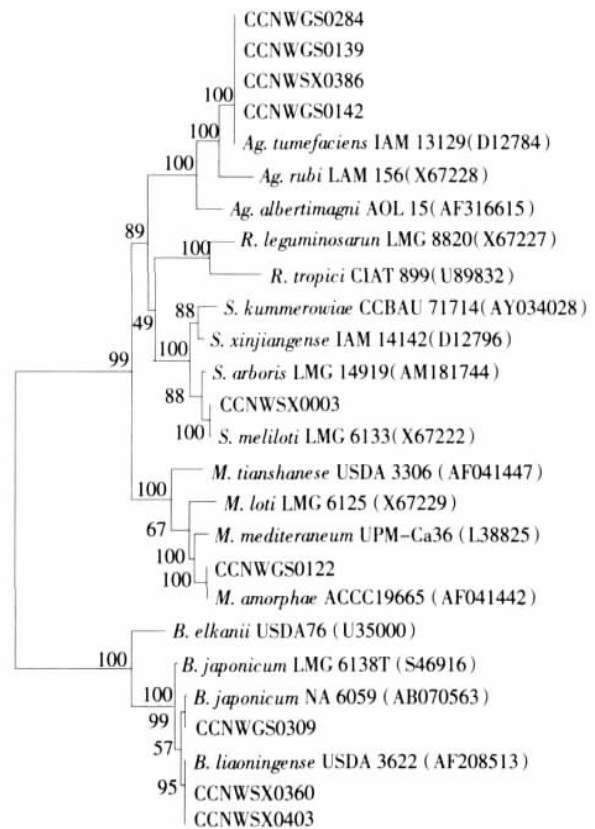 CCNWGS0284
CCNWGS0139
CCNWSX0386
100 CCNWGS0142
100 Ag. tumefaciens IAM 13129(D12784)
100 Ag. rubi LAM 156(X67228)
Ag. albertimagni AOL 15(AF316615)
89 100 R. leguminosarun LMG 8820(X67227)
R. tropici CIAT 899(U89832)
88 S. kummerowiae CCBAU 71714(AY034028)
49 S. xinjiangense IAM 14142(D12796)
99 100 S. arboris LMG 14919(AM181744)
88 CCNWSX0003
100 S. meliloti LMG 6133(X67222)
M. tianshanese USDA 3306 (AF041447)
100 M. loti LMG 6125 (X67229)
67 M. mediteraneum UPM-Ca36 (L38825)
100 CCNWGS0122
100 M. amorphae ACCC19665 (AF041442)
B. elkanii USDA76 (U35000)
100 B. japonicum LMG 6138T (S46916)
100 B. japonicum NA 6059 (AB070563)
99 CCNWGS0309
57 B. liaoningense USDA 3622 (AF208513)
95 CCNWSX0360
CCNWSX0403